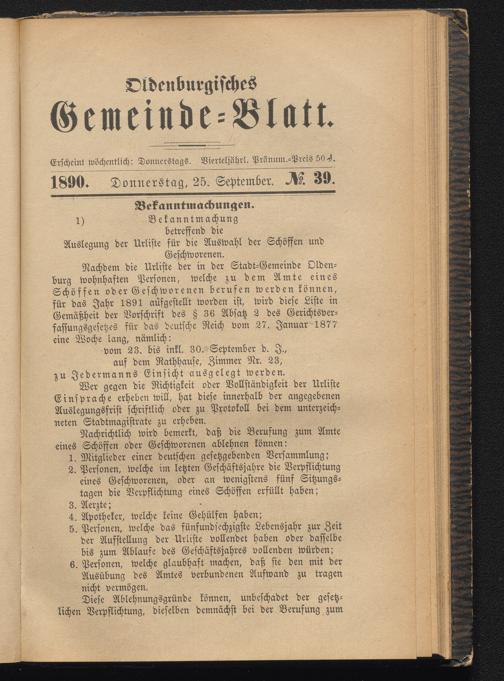 Oldenburgisches
Gemeinde-Blatt.
Erscheint wöchentlich: Donnerstags. Vierteljährl. Pränum.-Preis 50 ₰.
1890. Donnerstag, 25. September. № 39.
Bekanntmachungen.
1) Bekanntmachung
betreffend die
Auslegung der Urliste für die Auswahl der Schöffen und
Geschworenen.
Nachdem die Urliste der in der Stadt-Gemeinde Olden-
burg wohnhaften Personen, welche zu dem Amte eines
Schöffen oder Geschworenen berufen werden können,
für das Jahr 1891 aufgestellt worden ist, wird diese Liste in
Gemäßheit der Vorschrift des § 36 Absatz 2 des Gerichtsver-
fassungsgesetzes für das deutsche Reich vom 27. Januar 1877
eine Woche lang, nämlich:
vom 23. bis inkl. 30. September d. J.,
auf dem Rathhause, Zimmer Nr. 23,
zu Jedermanns Einsicht ausgelegt werden.
Wer gegen die Richtigkeit oder Vollständigkeit der Urliste
Einsprache erheben will, hat diese innerhalb der angegebenen
Auslegungsfrist schriftlich oder zu Protokoll bei dem unterzeich-
neten Stadtmagistrate zu erheben.
Nachrichtlich wird bemerkt, daß die Berufung zum Amte
eines Schöffen oder Geschworenen ablehnen können:
1. Mitglieder einer deutschen gesetzgebenden Versammlung;
2. Personen, welche im letzten Geschäftsjahre die Verpflichtung
eines Geschworenen, oder an wenigstens fünf Sitzungs-
tagen die Verpflichtung eines Schöffen erfüllt haben;
3. Aerzte;
4. Apotheker, welche keine Gehülfen haben;
5. Personen, welche das fünfundsechzigste Lebensjahr zur Zeit
der Aufstellung der Urliste vollendet haben oder dasselbe
bis zum Ablaufe des Geschäftsjahres vollenden würden;
6. Personen, welche glaubhaft machen, daß sie den mit der
Ausübung des Amtes verbundenen Aufwand zu tragen
nicht vermögen.
Diese Ablehnungsgründe können, unbeschadet der gesetz-
lichen Verpflichtung, dieselben demnächst bei der Berufung zum